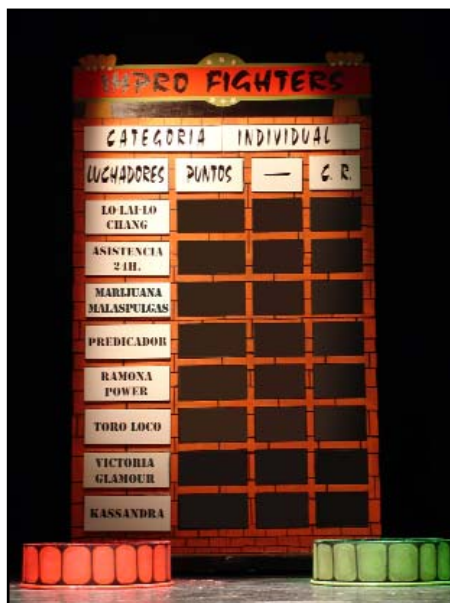 IMPRO FIGHTERS
CATEGORIA INDIVIDUAL
LUCHADORES PUNTOS — C. R.
LO-LAI-LO
CHANG
ASISTENCIA
24H.
MARIJUANA
MALASPULGAS
PREDICADOR
RAMONA
POWER
TORO LOCO
VICTORIA
GLAMOUR
KASSANDRA